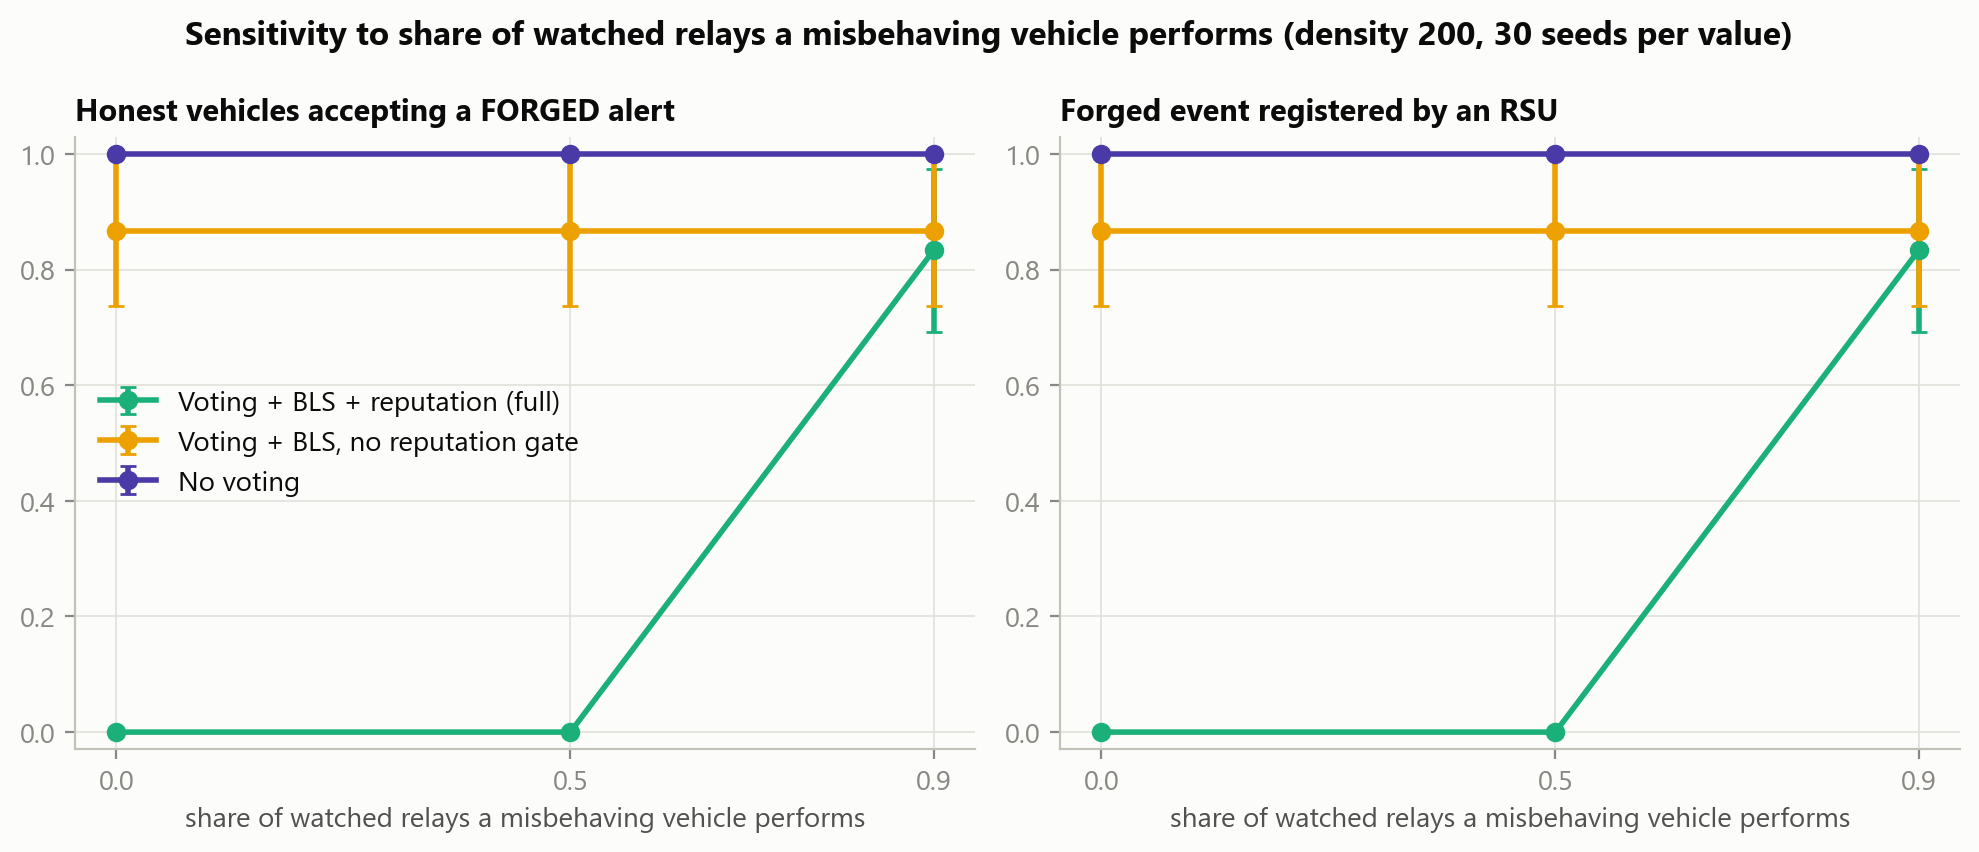 Sensitivity to share of watched relays a misbehaving vehicle performs (density 200, 30 seeds per value)
Honest vehicles accepting a FORGED alert
1.0
0.8
0.6
0.4
0.2
0.0
Voting + BLS + reputation (full)
Voting + BLS, no reputation gate
No voting
0.0 0.5 0.9
share of watched relays a misbehaving vehicle performs
Forged event registered by an RSU
1.0
0.8
0.6
0.4
0.2
0.0
0.0 0.5 0.9
share of watched relays a misbehaving vehicle performs